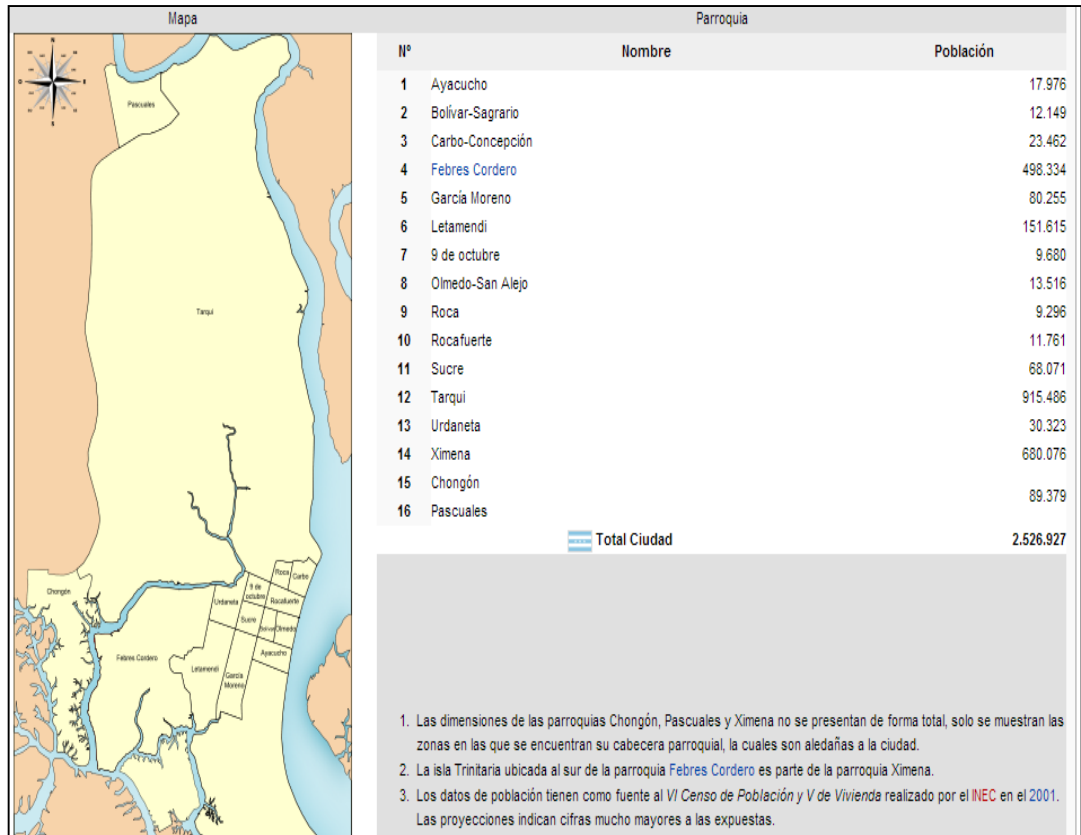 Mapa
Parroquia
Nº Nombre Población
1 Ayacucho 17.976
2 Bolívar-Sagrario 12.149
3 Carbo-Concepción 23.462
4 Febres Cordero 498.334
5 García Moreno 80.255
6 Letamendi 151.615
7 9 de octubre 9.680
8 Olmedo-San Alejo 13.516
9 Roca 9.296
10 Rocafuerte 11.761
11 Sucre 68.071
12 Tarqui 915.486
13 Urdaneta 30.323
14 Ximena 680.076
15 Chongón
89.379
16 Pascuales
Total Ciudad 2.526.927
1. Las dimensiones de las parroquias Chongón, Pascuales y Ximena no se presentan de forma total, solo se muestran las
zonas en las que se encuentran su cabecera parroquial, la cuales son aledañas a la ciudad.
2. La isla Trinitaria ubicada al sur de la parroquia Febres Cordero es parte de la parroquia Ximena.
3. Los datos de población tienen como fuente al VI Censo de Población y V de Vivienda realizado por el INEC en el 2001.
Las proyecciones indican cifras mucho mayores a las expuestas.
N
O
E
S
Pascuales
Tarqui
Chongón
Roca
Carbo
9 de
octubre
Rocafuerte
Urdaneta
Sucre
Bolívar
Olmedo
Ayacucho
Febres Cordero
Letamendi
García
Moreno